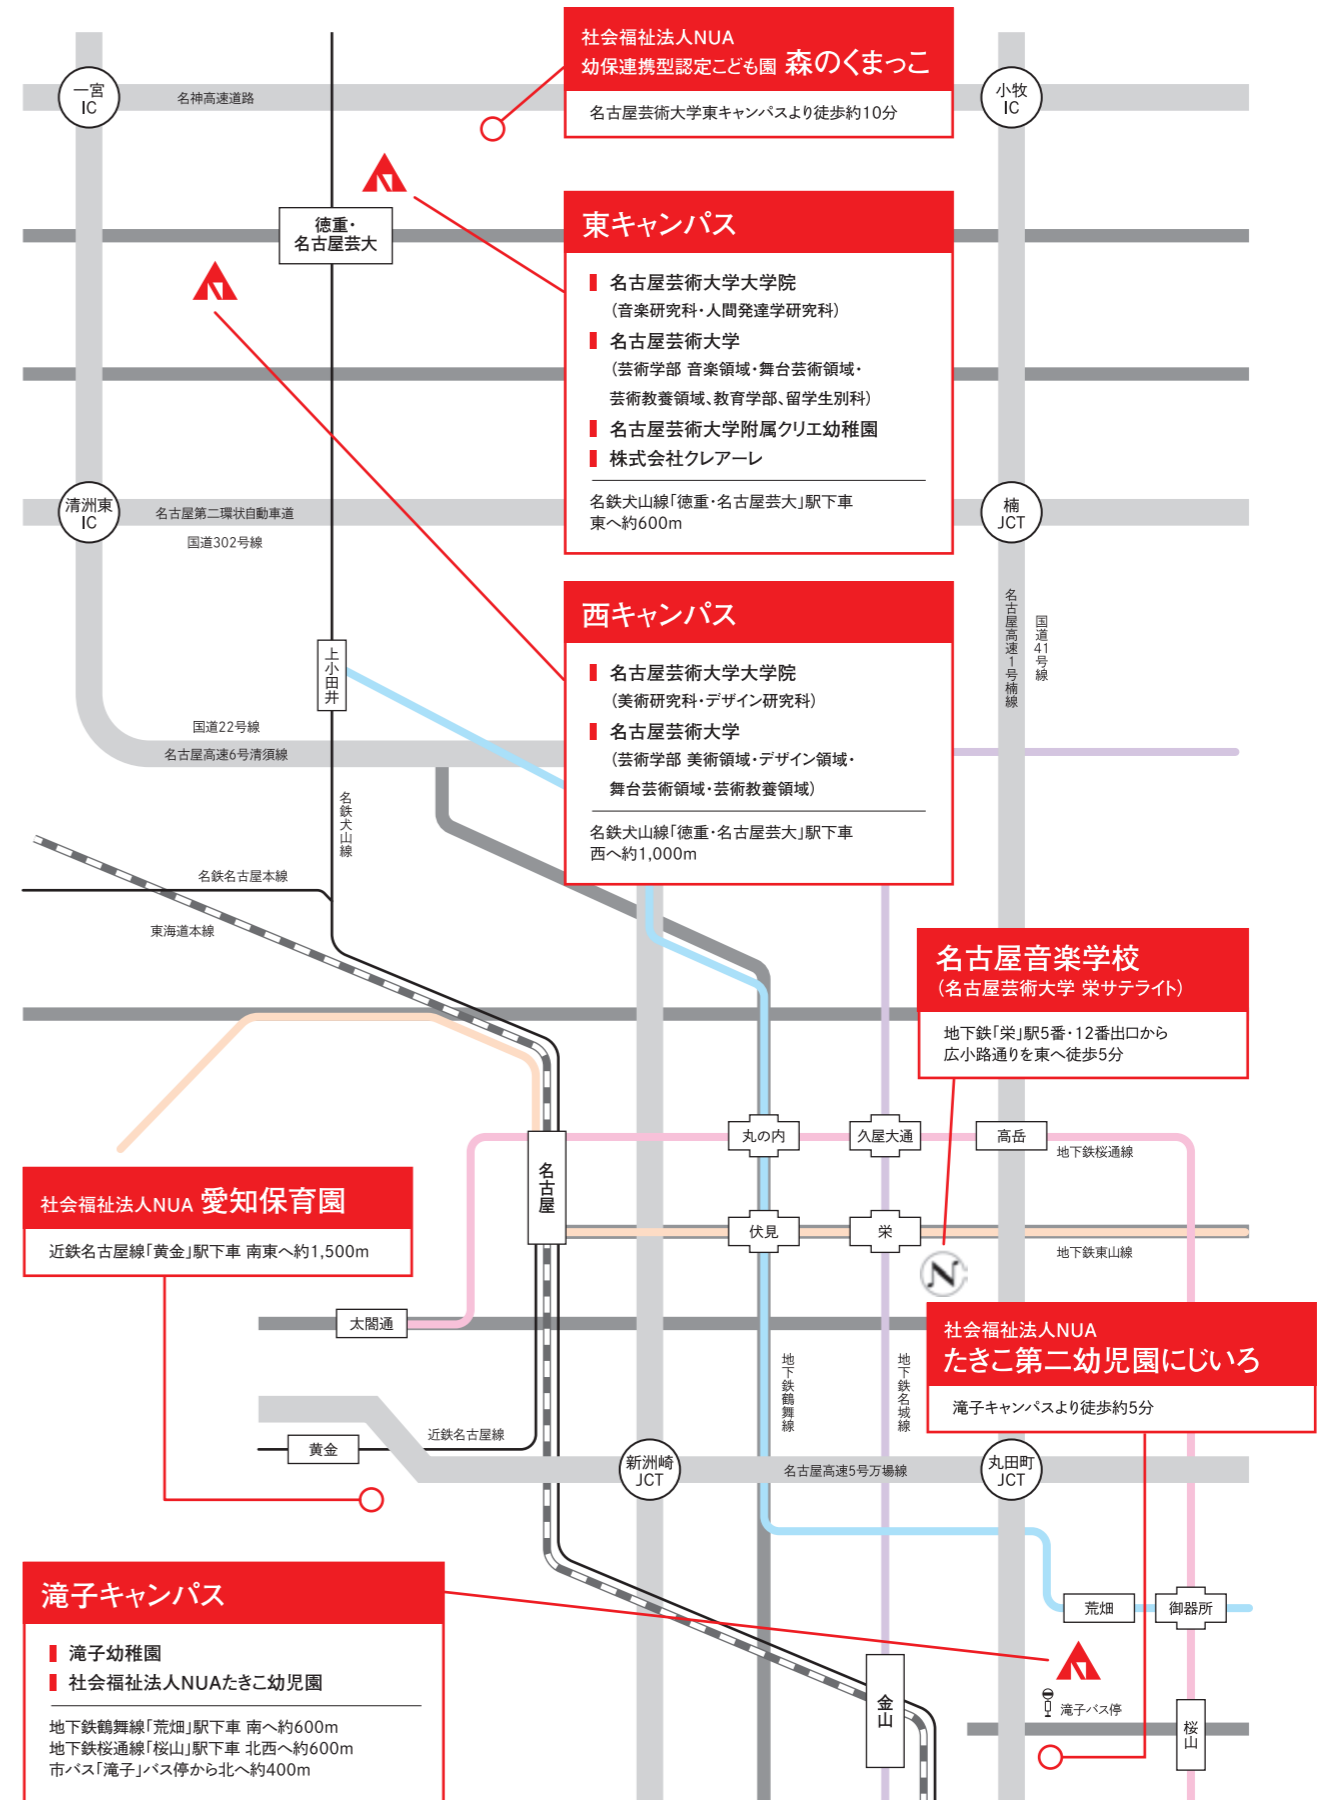 社会福祉法人NUA
幼保連携型認定こども園 森のくまっこ
名古屋芸術大学東キャンパスより徒歩約10分
一宮
IC
名神高速道路
小牧
IC
徳重・
名古屋芸大
東キャンパス
名古屋芸術大学大学院
（音楽研究科・人間発達学研究科）
名古屋芸術大学
（芸術学部 音楽領域・舞台芸術領域・
芸術教養領域、教育学部、留学生別科）
名古屋芸術大学附属クリエ幼稚園
株式会社クレアーレ
名鉄犬山線「徳重・名古屋芸大」駅下車
東へ約600m
清洲東
IC
名古屋第二環状自動車道
国道302号線
楠
JCT
西キャンパス
名古屋芸術大学大学院
（美術研究科・デザイン研究科）
名古屋芸術大学
（芸術学部 美術領域・デザイン領域・
舞台芸術領域・芸術教養領域）
名鉄犬山線「徳重・名古屋芸大」駅下車
西へ約1,000m
名古屋高速1号楠線
国道41号線
上小田井
国道22号線
名古屋高速6号清須線
名鉄犬山線
名鉄名古屋本線
東海道本線
名古屋音楽学校
（名古屋芸術大学 栄サテライト）
地下鉄「栄」駅5番・12番出口から
広小路通りを東へ徒歩5分
丸の内
久屋大通
高岳
地下鉄桜通線
名古屋
社会福祉法人NUA 愛知保育園
近鉄名古屋線「黄金」駅下車 南東へ約1,500m
伏見
栄
地下鉄東山線
N
太閤通
社会福祉法人NUA
たきこ第二幼児園にじいろ
滝子キャンパスより徒歩約5分
地下鉄鶴舞線
地下鉄名城線
黄金
近鉄名古屋線
新洲崎
JCT
名古屋高速5号万場線
丸田町
JCT
滝子キャンパス
滝子幼稚園
社会福祉法人NUAたきこ幼児園
地下鉄鶴舞線「荒畑」駅下車 南へ約600m
地下鉄桜通線「桜山」駅下車 北西へ約600m
市バス「滝子」バス停から北へ約400m
荒畑
御器所
金山
滝子バス停
桜山